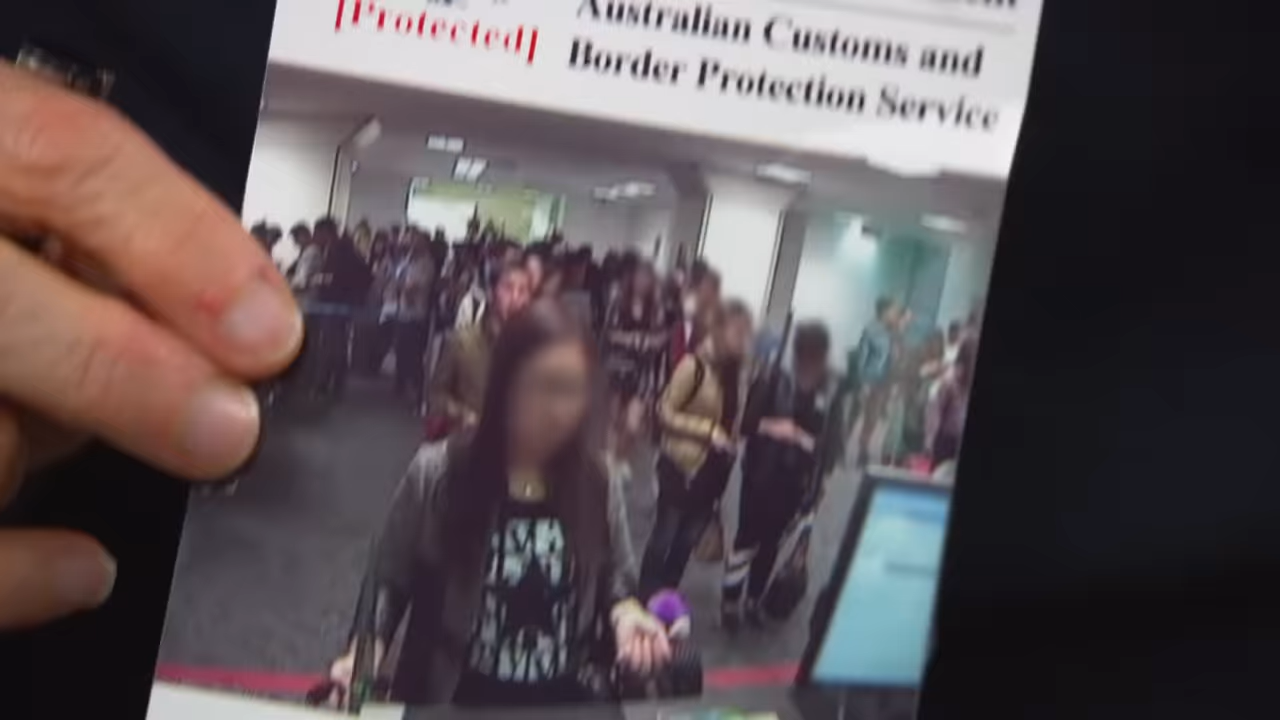 [Protected]
Australian Customs and
Border Protection Service